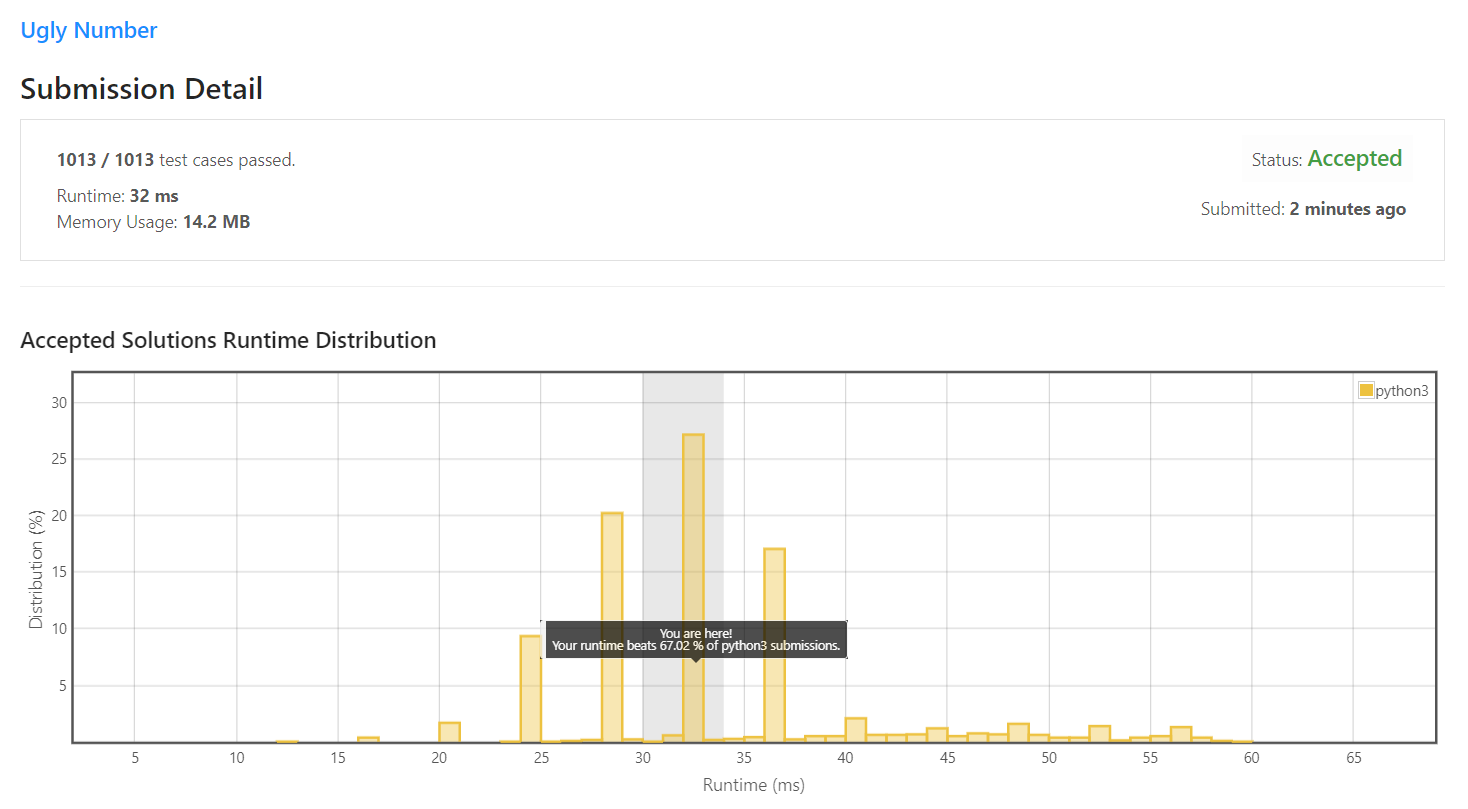 Ugly Number
Submission Detail
1013 / 1013 test cases passed.
Status: Accepted
Runtime: 32 ms
Submitted: 2 minutes ago
Memory Usage: 14.2 MB
Accepted Solutions Runtime Distribution
python3
30
25
20
15
10
5
Distribution (%)
You are here!
Your runtime beats 67.02 % of python3 submissions.
5 10 15 20 25 30 35 40 45 50 55 60 65
Runtime (ms)